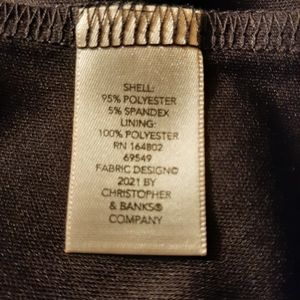 SHELL:
95% POLYESTER
5% SPANDEX
LINING:
100% POLYESTER
RN 164802
69549
FABRIC DESIGN©
2021 BY
CHRISTOPHER
& BANKS®
COMPANY